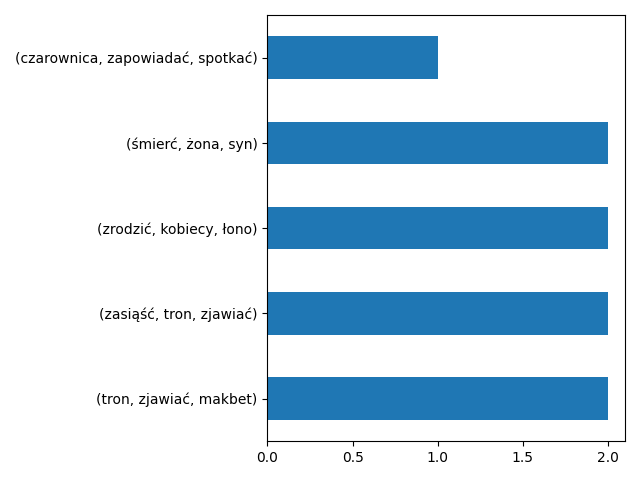 (czarownica, zapowiadać, spotkać)
(śmierć, żona, syn)
(zrodzić, kobiecy, łono)
(zasiąść, tron, zjawiać)
(tron, zjawiać, makbet)
0.0 0.5 1.0 1.5 2.0